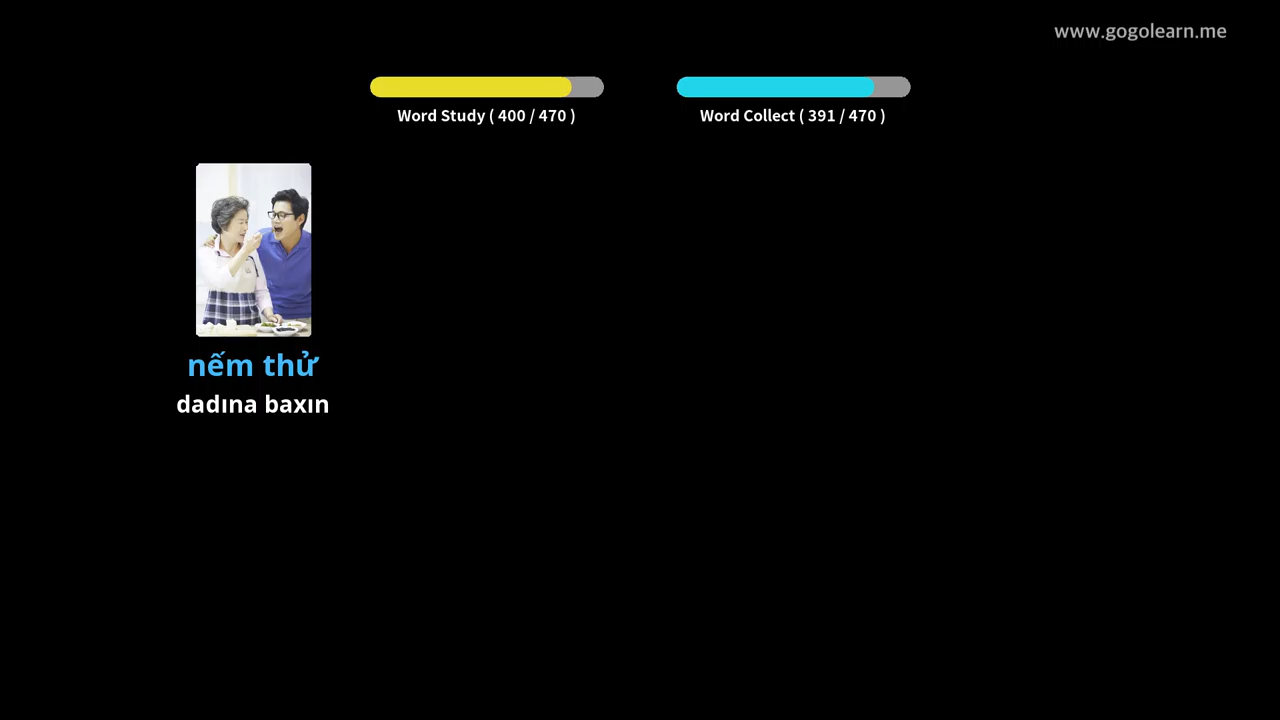 www.gogolearn.me
Word Study ( 400 / 470 )
Word Collect ( 391 / 470 )
nếm thử
dadına baxın